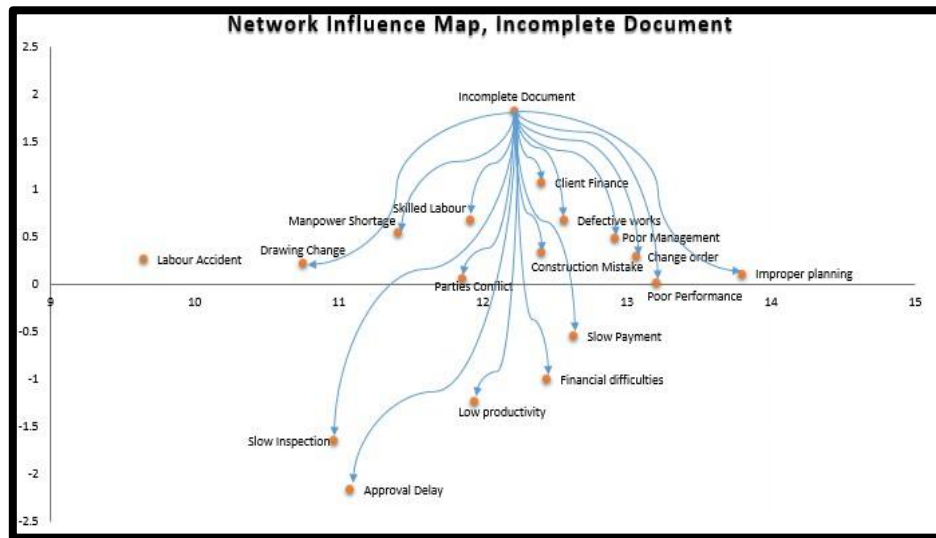 Network Influence Map, Incomplete Document
2.5
2
1.5
1
0.5
0
-0.5
-1
-1.5
-2
-2.5
9
10
11
12
13
14
15
Incomplete Document
Client Finance
Skilled Labour
Manpower Shortage
Defective works
Poor Management
Drawing Change
Labour Accident
Change order
Construction Mistake
Improper planning
Parties Conflict
Poor Performance
Slow Payment
Financial difficulties
Low productivity
Slow Inspection
Approval Delay